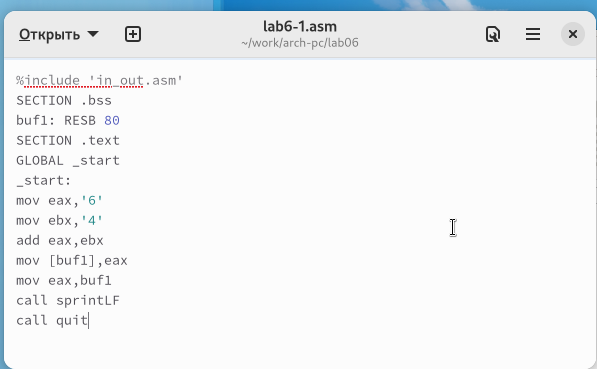 Открыть
lab6-1.asm
~/work/arch-pc/lab06
%include 'in_out.asm'
SECTION .bss
buf1: RESB 80
SECTION .text
GLOBAL _start
_start:
mov eax,'6'
mov ebx,'4'
add eax,ebx
mov [buf1],eax
mov eax,buf1
call sprintLF
call quit